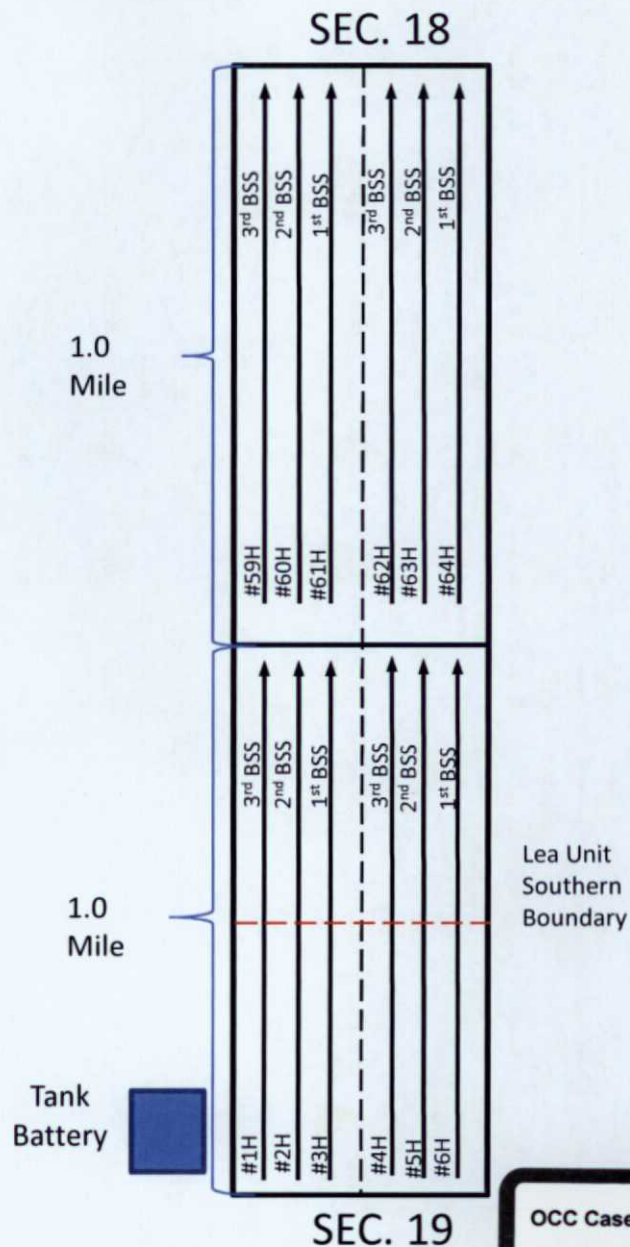 SEC. 18
3rd BSS
2nd BSS
1st BSS
3rd BSS
2nd BSS
1st BSS
1.0
Mile
#59H
#60H
#61H
#62H
#63H
#64H
3rd BSS
2nd BSS
1st BSS
3rd BSS
2nd BSS
1st BSS
Lea Unit
Southern
Boundary
1.0
Mile
Tank
Battery
#1H
#2H
#3H
#4H
#5H
#6H
SEC. 19
OCC Case